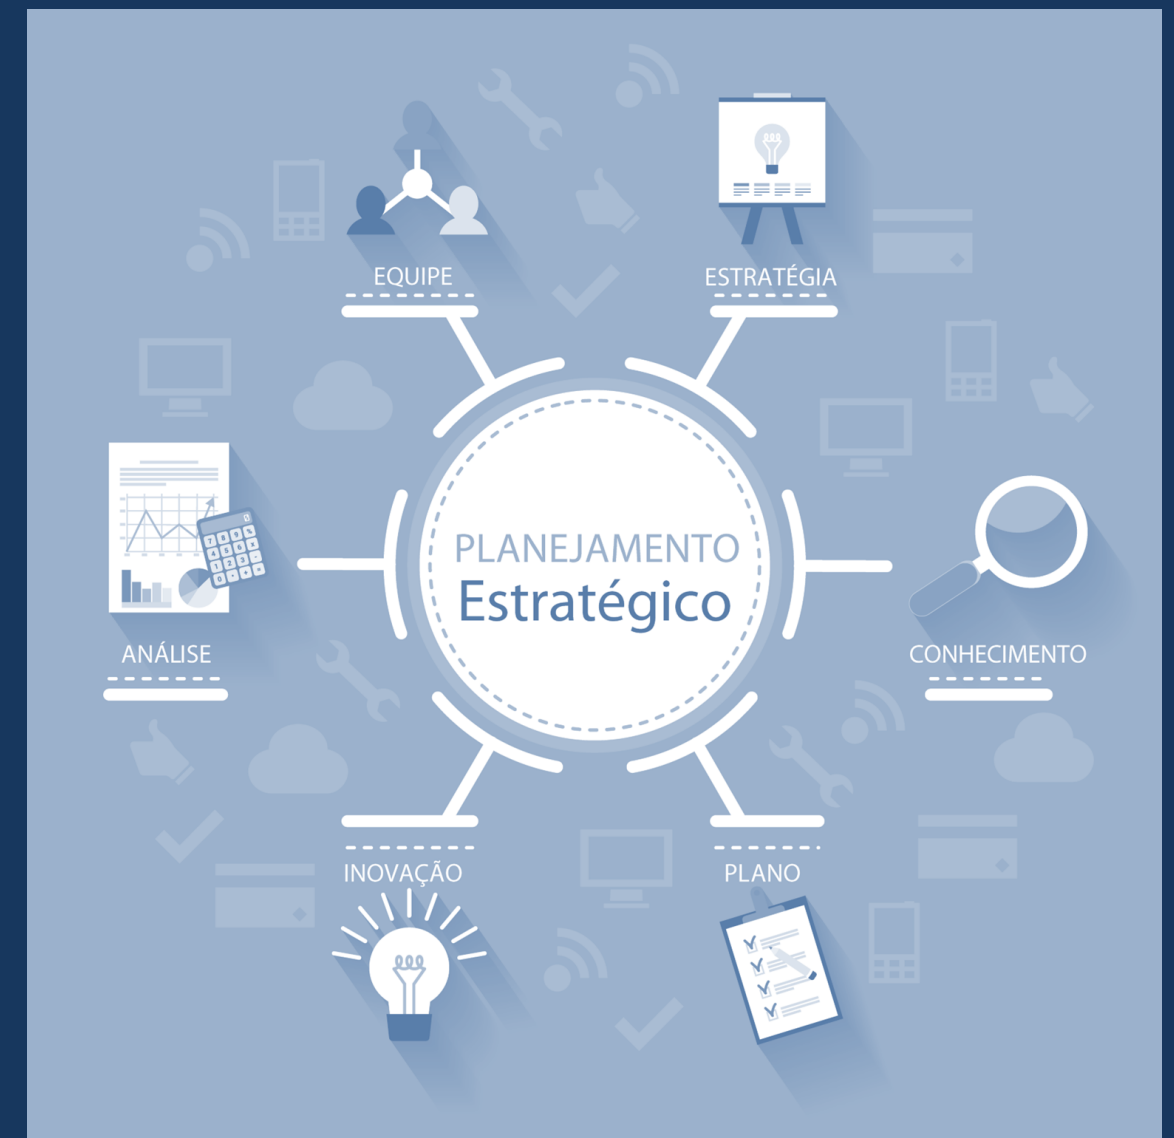 EQUIPE
ESTRATÉGIA
PLANEJAMENTO
Estratégico
ANÁLISE
CONHECIMENTO
INOVAÇÃO
PLANO